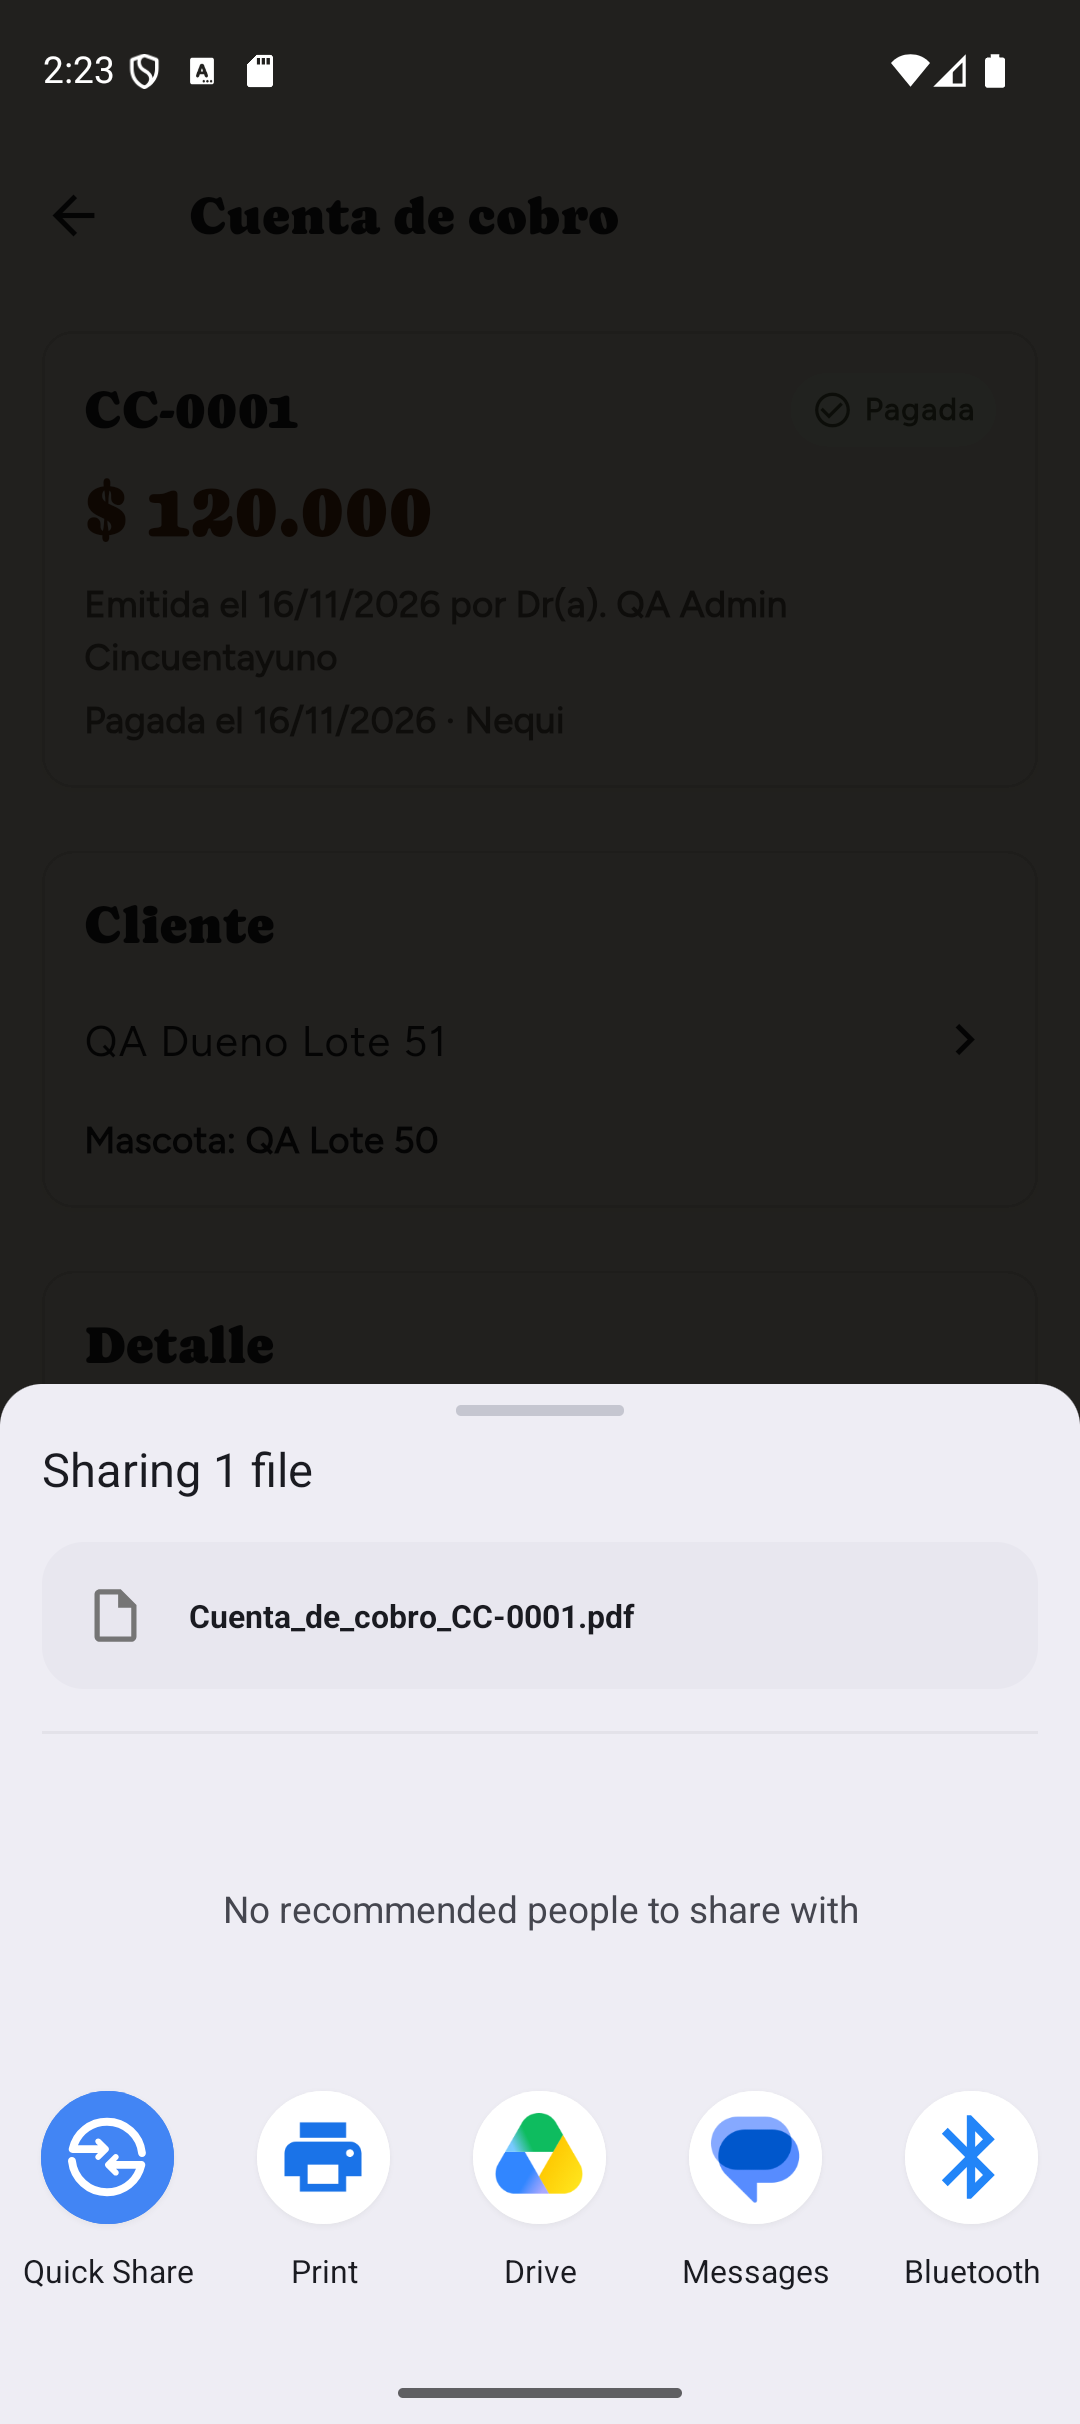 2:23
Cuenta de cobro
CC-0001
Pagada
$ 120.000
Emitida el 16/11/2026 por Dr(a). QA Admin
Cincuentayuno
Pagada el 16/11/2026 · Nequi
Cliente
QA Dueno Lote 51
Mascota: QA Lote 50
Detalle
Sharing 1 file
Cuenta_de_cobro_CC-0001.pdf
No recommended people to share with
Quick Share
Print
Drive
Messages
Bluetooth